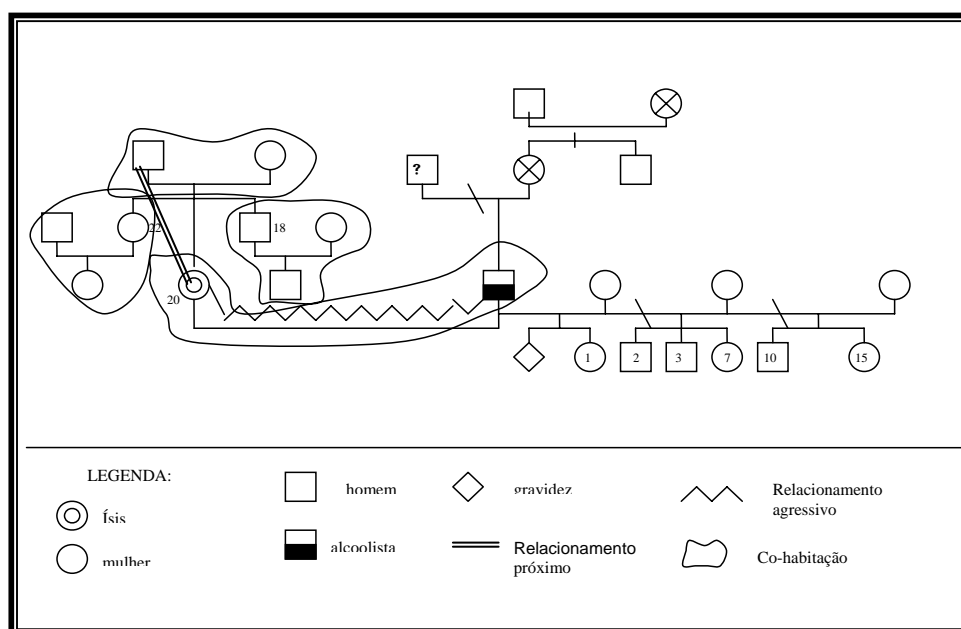 ?
22
18
20
1
2
3
7
10
15
LEGENDA:
homem
gravidez
Relacionamento
agressivo
Ísis
alcoolista
Relacionamento
próximo
Co-habitação
mulher